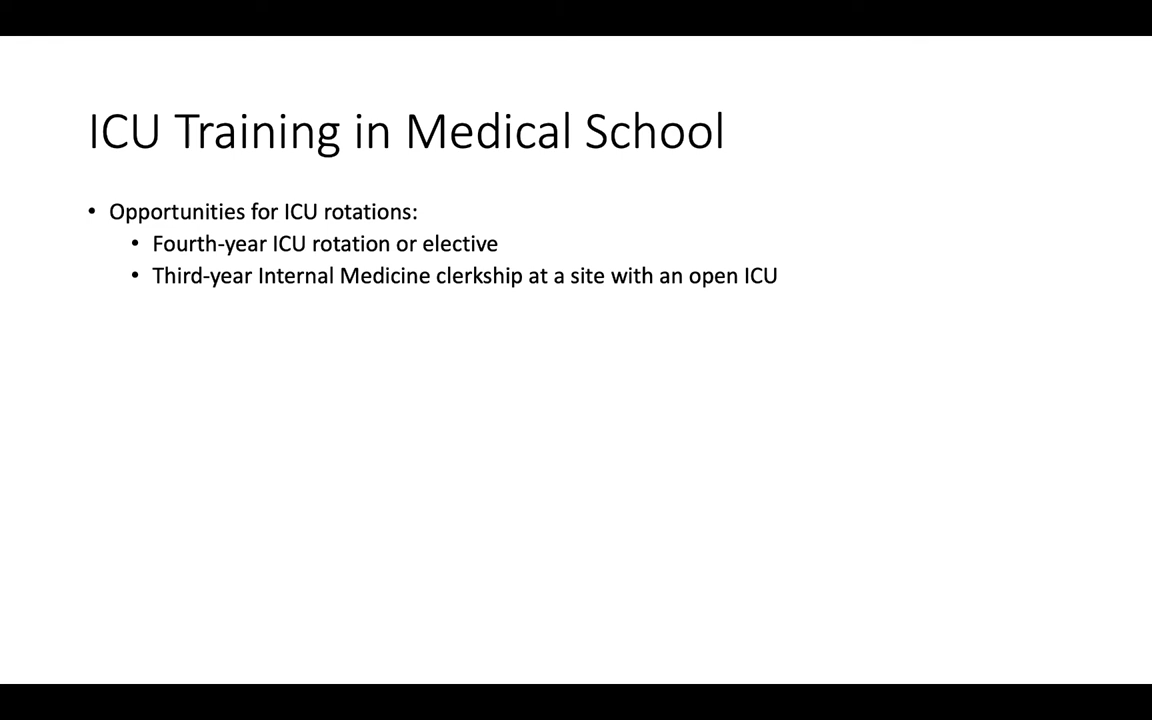 ICU Training in Medical School
• Opportunities for ICU rotations:
• Fourth-year ICU rotation or elective
• Third-year Internal Medicine clerkship at a site with an open ICU